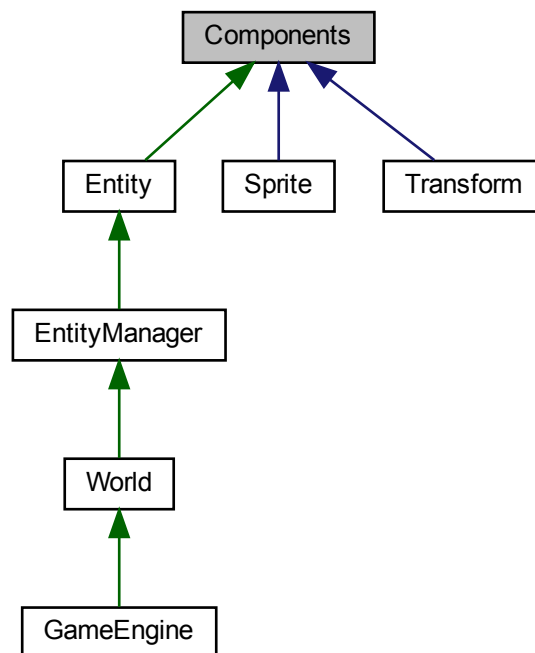 Components
Entity
Sprite
Transform
EntityManager
World
GameEngine